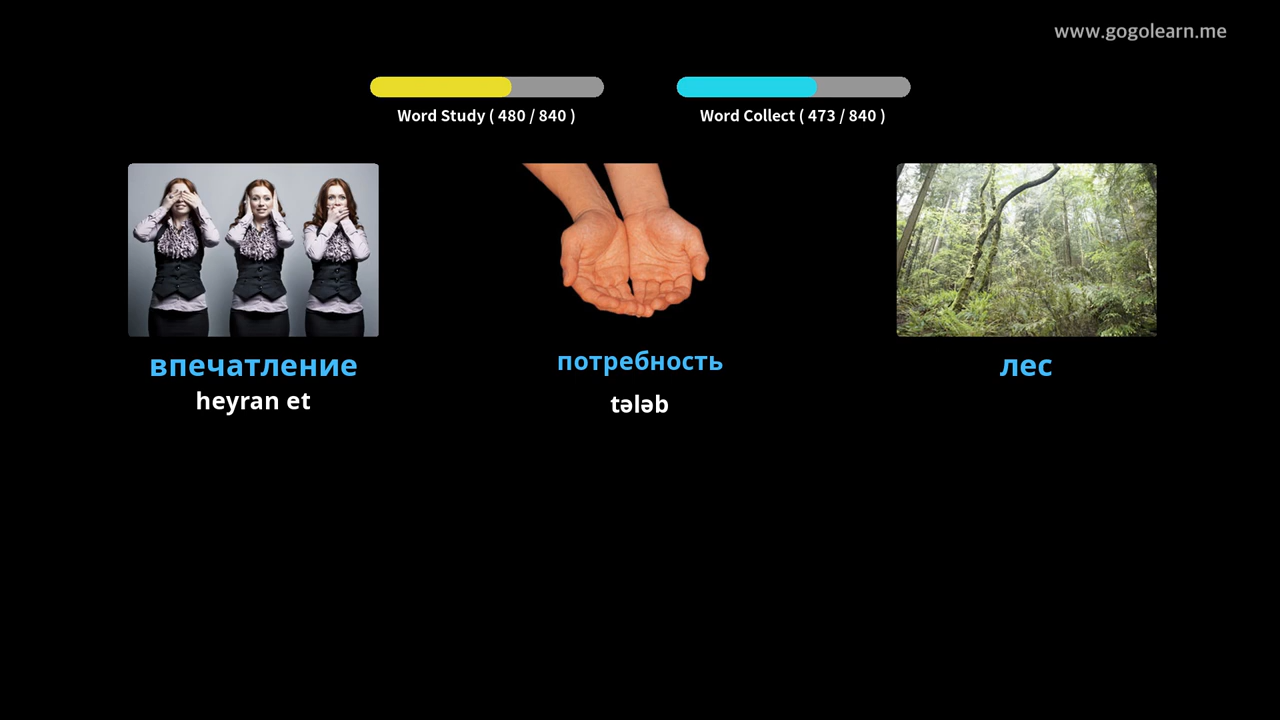 www.gogolearn.me
Word Study ( 480 / 840 )
Word Collect ( 473 / 840 )
впечатление
heyran et
потребность
tələb
лес